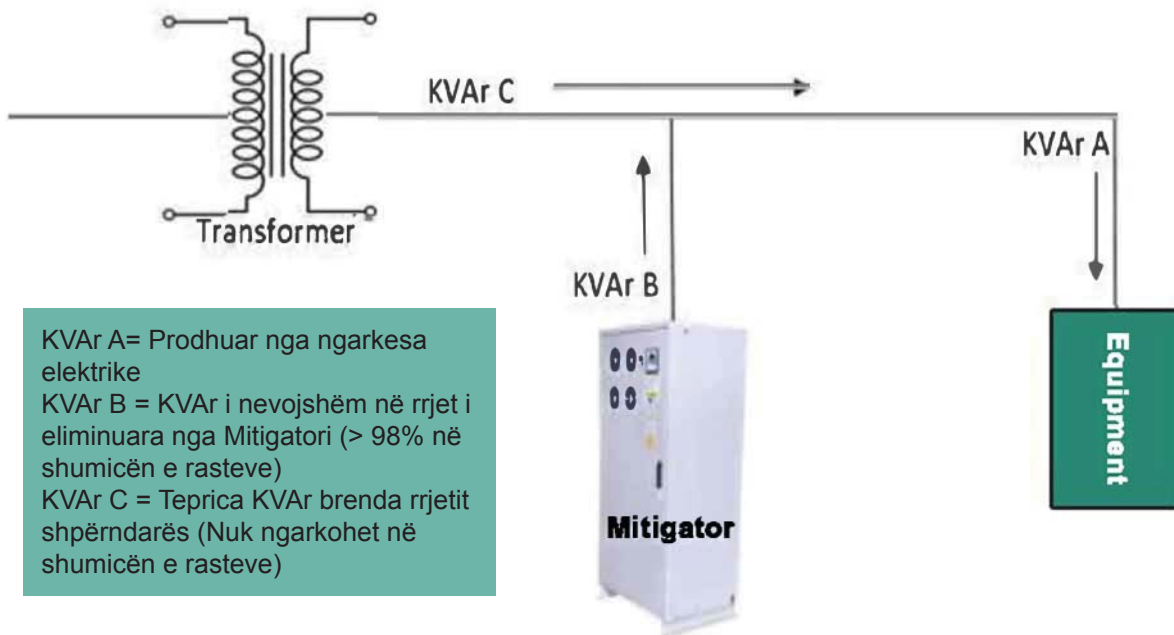 KVAr C
KVAr A
Transformer
KVAr B
KVAr A= Prodhuar nga ngarkesa
elektrike
KVAr B = KVAr i nevojshëm në rrjet i
eliminuara nga Mitigatori (> 98% në
shumicën e rasteve)
KVAr C = Teprica KVAr brenda rrjetit
shpërndarës (Nuk ngarkohet në
shumicën e rasteve)
Mitigator
Equipment